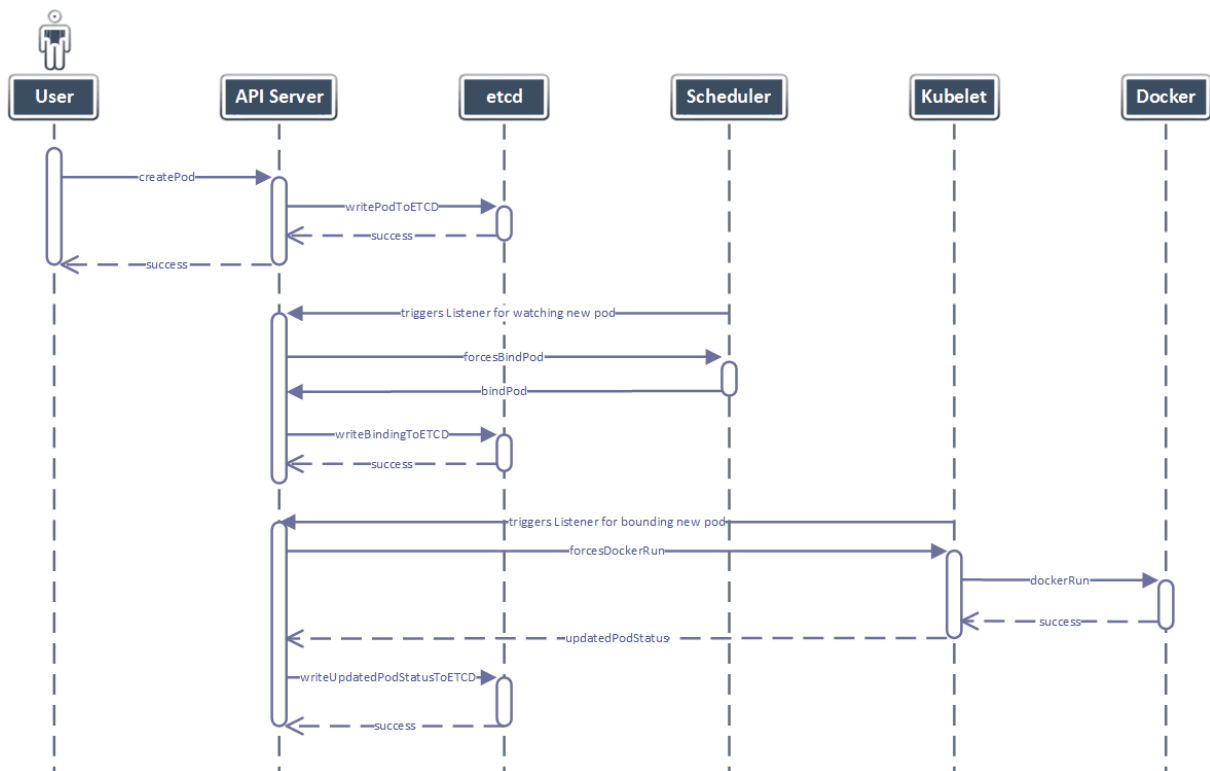 User
API Server
etcd
Scheduler
Kubelet
Docker
createPod
writePodToETCD
success
success
triggers Listener for watching new pod
forcesBindPod
bindPod
writeBindingToETCD
success
triggers Listener for bounding new pod
forcesDockerRun
dockerRun
success
updatedPodStatus
writeUpdatedPodStatusToETCD
success